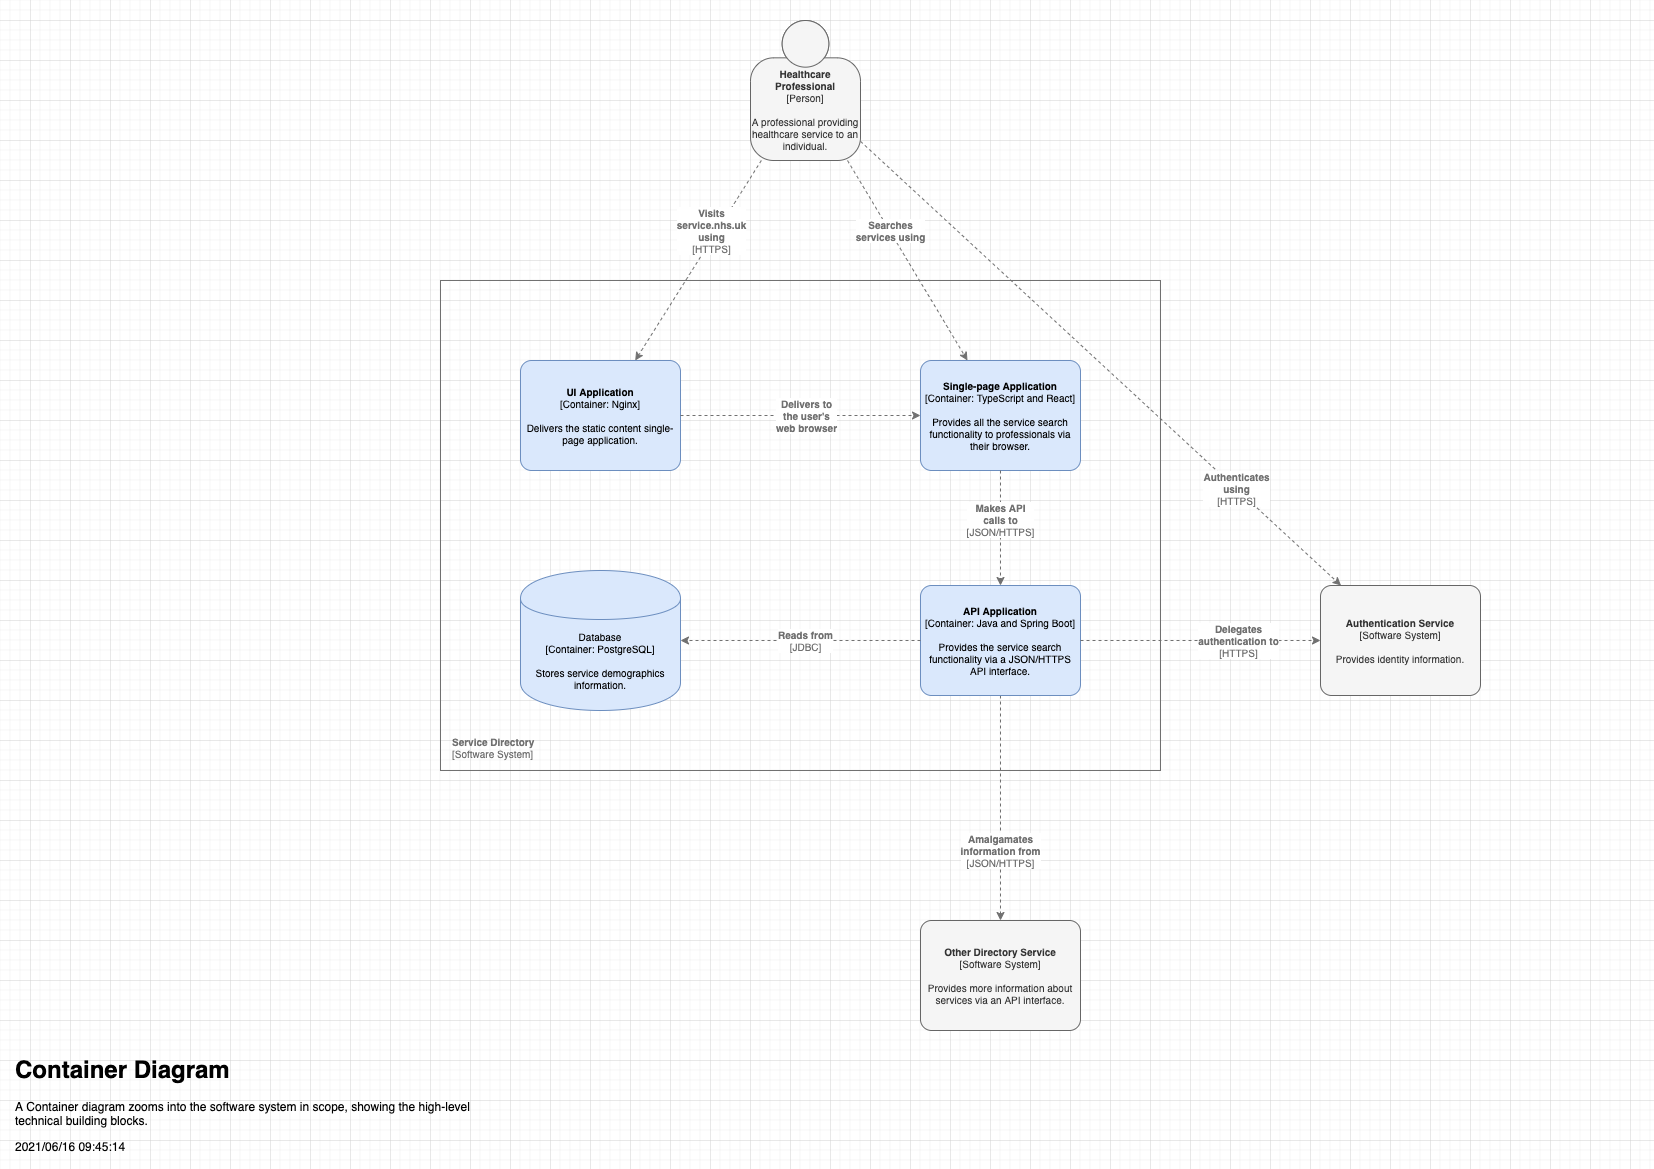 Healthcare
Professional
[Person]
A professional providing
healthcare service to an
individual.
Visits
service.nhs.uk
using
[HTTPS]
Searches
services using
UI Application
[Container: Nginx]
Delivers the static content single-
page application.
Delivers to
the user's
web browser
Single-page Application
[Container: TypeScript and React]
Provides all the service search
functionality to professionals via
their browser.
Authenticates
using
[HTTPS]
Makes API
calls to
[JSON/HTTPS]
Database
[Container: PostgreSQL]
Stores service demographics
information.
Reads from
[JDBC]
API Application
[Container: Java and Spring Boot]
Provides the service search
functionality via a JSON/HTTPS
API interface.
Delegates
authentication to
[HTTPS]
Authentication Service
[Software System]
Provides identity information.
Service Directory
[Software System]
Amalgamates
information from
[JSON/HTTPS]
Other Directory Service
[Software System]
Provides more information about
services via an API interface.
Container Diagram
A Container diagram zooms into the software system in scope, showing the high-level
technical building blocks.
2021/06/16 09:45:14